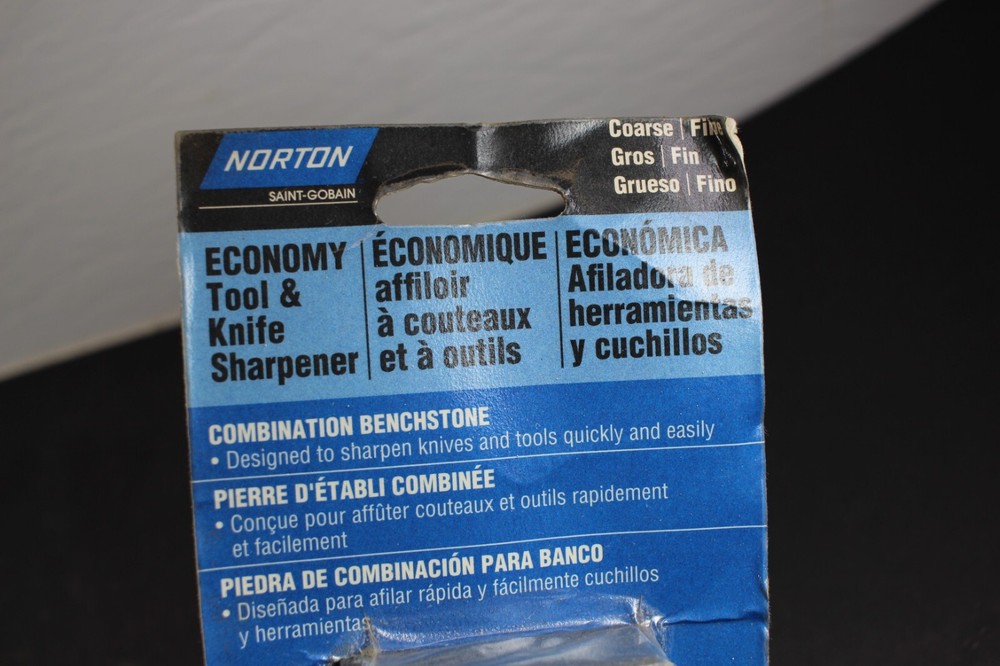 NORTON
SAINT-GOBAIN
Coarse | Fine
Gros | Fin
Grueso | Fino
ECONOMY
Tool &
Knife
Sharpener
ÉCONOMIQUE
affiloir
à couteaux
et à outils
ECONÓMICA
Afiladora de
herramientas
y cuchillos
COMBINATION BENCHSTONE
• Designed to sharpen knives and tools quickly and easily
PIERRE D'ÉTABLI COMBINÉE
• Conçue pour affûter couteaux et outils rapidement
et facilement
PIEDRA DE COMBINACIÓN PARA BANCO
• Diseñada para afilar rápida y fácilmente cuchillos
y herramientas